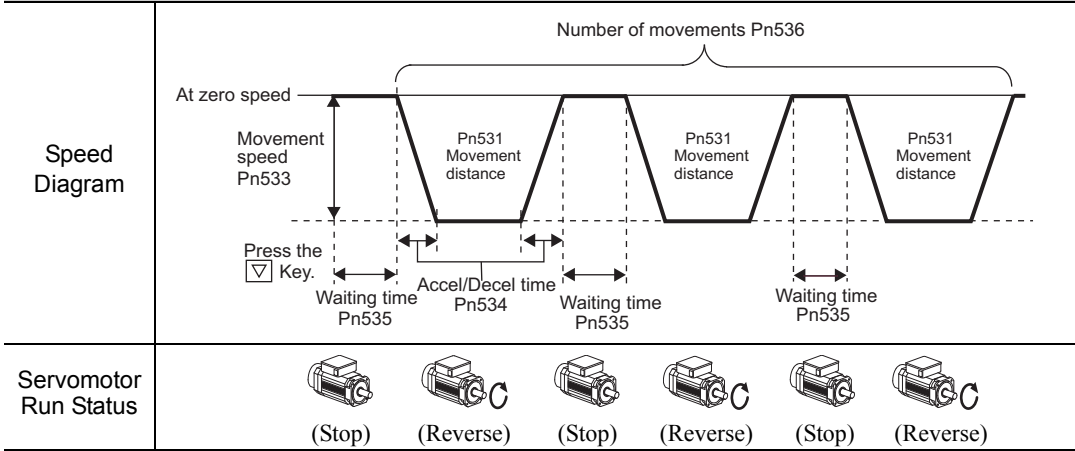 Number of movements Pn536
At zero speed
Movement
speed
Pn533
Pn531
Movement
distance
Pn531
Movement
distance
Pn531
Movement
distance
Speed
Diagram
Press the
▽ Key.
Accel/Decel time
Pn534
Waiting time
Pn535
Waiting time
Pn535
Waiting time
Pn535
Servomotor
Run Status
(Stop) (Reverse) (Stop) (Reverse) (Stop) (Reverse)